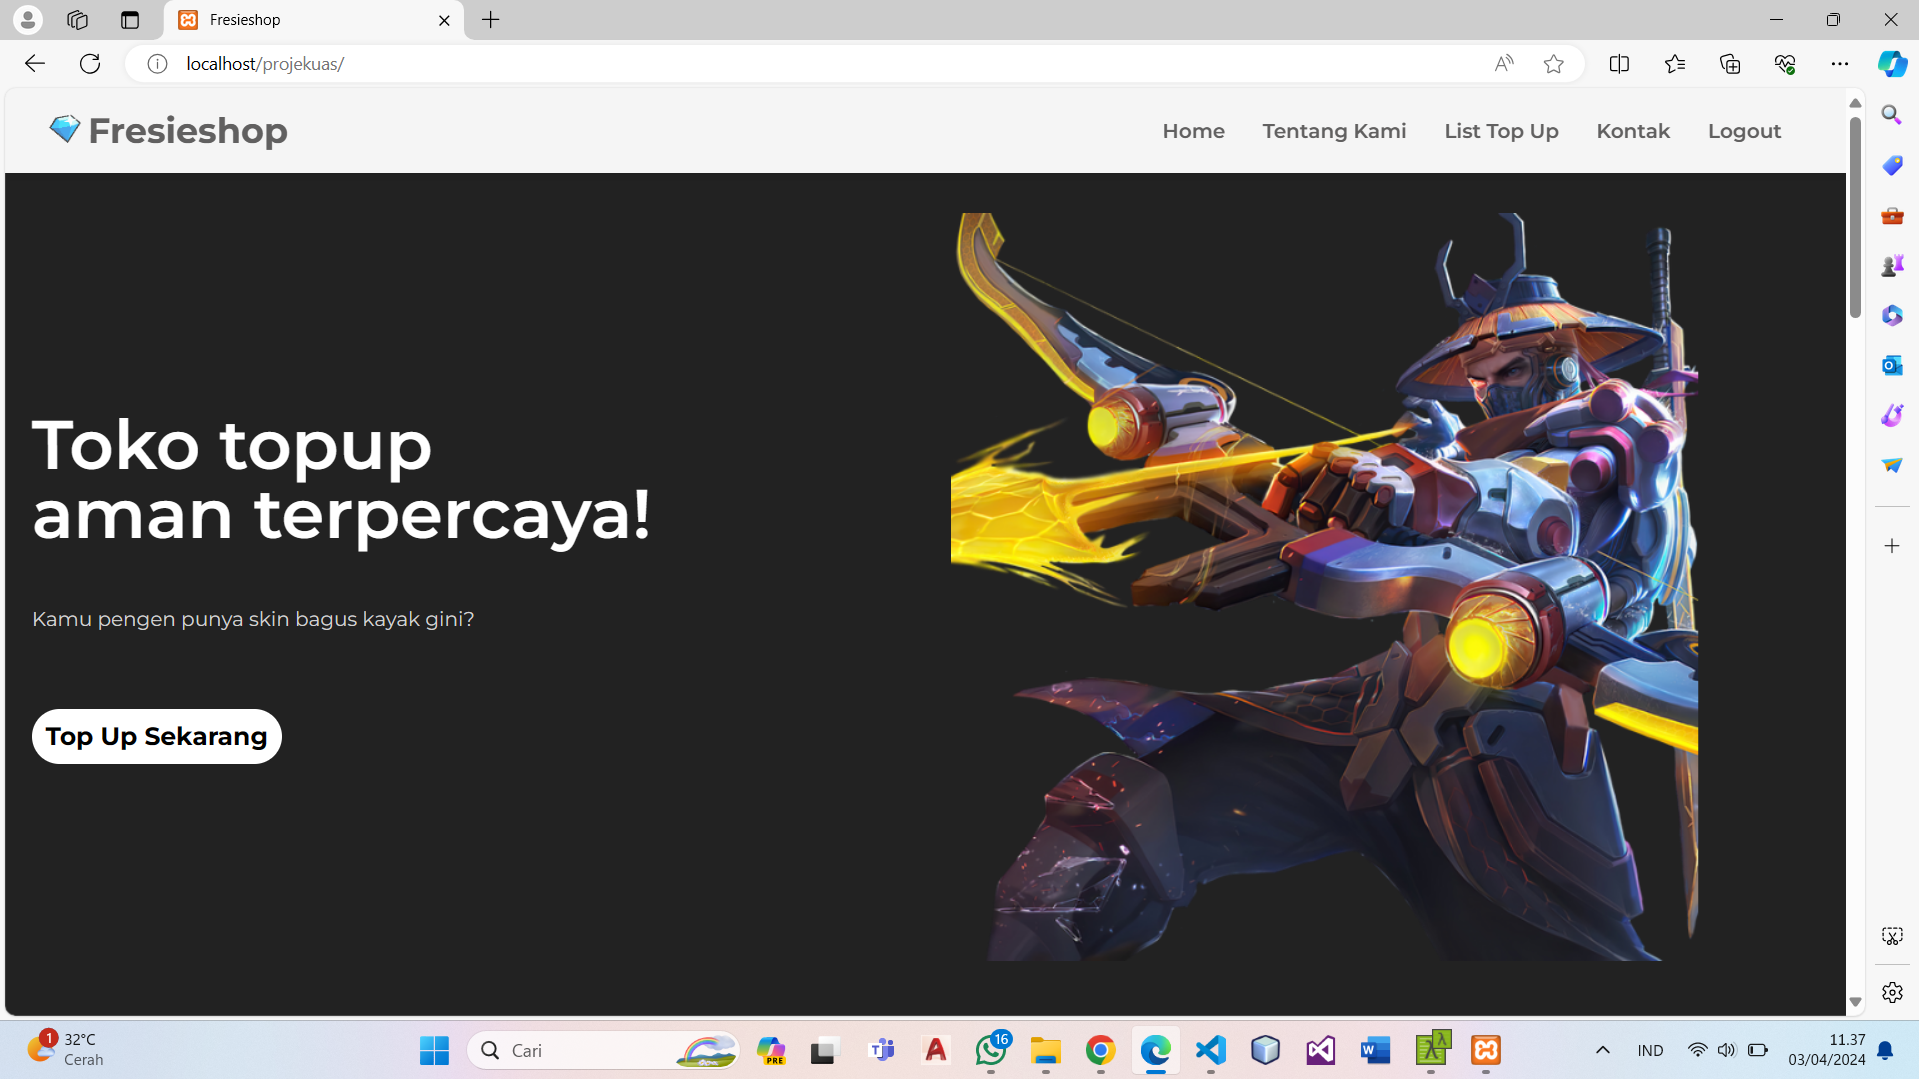 Fresieshop
localhost/projekuas/
Fresieshop
Home
Tentang Kami
List Top Up
Kontak
Logout
Toko topup
aman terpercaya!
Kamu pengen punya skin bagus kayak gini?
Top Up Sekarang
1
32°C
Cerah
Cari
PRE
16
IND
11.37
03/04/2024